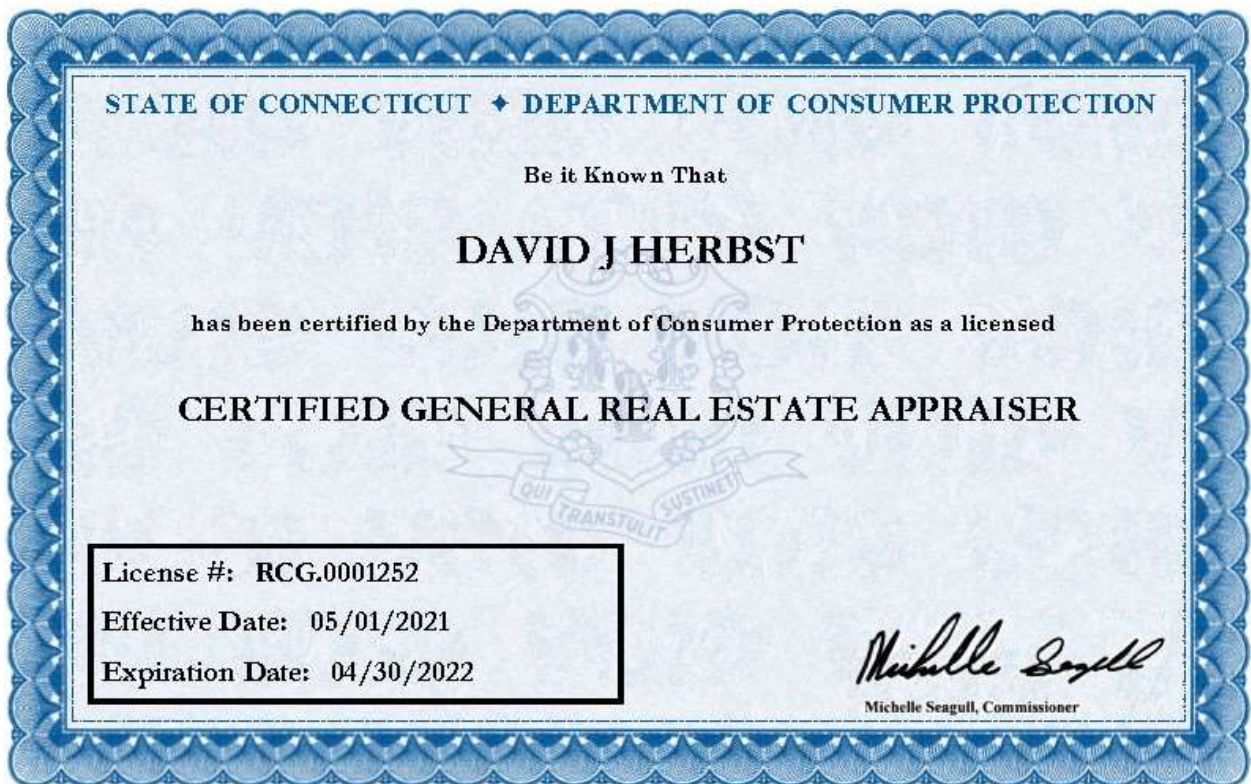 STATE OF CONNECTICUT ◆ DEPARTMENT OF CONSUMER PROTECTION
Be it Known That
DAVID J HERBST
has been certified by the Department of Consumer Protection as a licensed
CERTIFIED GENERAL REAL ESTATE APPRAISER
QUI TRANSTULIT SUSTINET
License #: RCG.0001252
Effective Date: 05/01/2021
Expiration Date: 04/30/2022
Michelle Seagull
Michelle Seagull, Commissioner